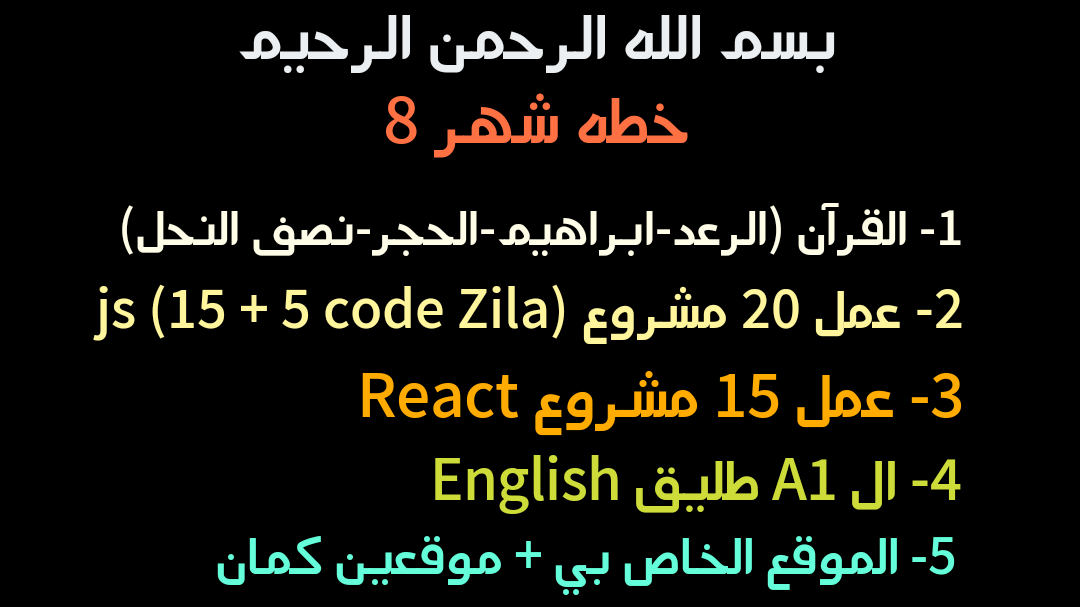 بسم الله الرحمن الرحيم
خطه شهر 8
1- القرآن (الرعد-ابراهيم-الحجر-نصف النحل)
2- عمل 20 مشروع js (15 + 5 code Zila)
3- عمل 15 مشروع React
4- ال A1 طليق English
5- الموقع الخاص بي + موقعين كمان